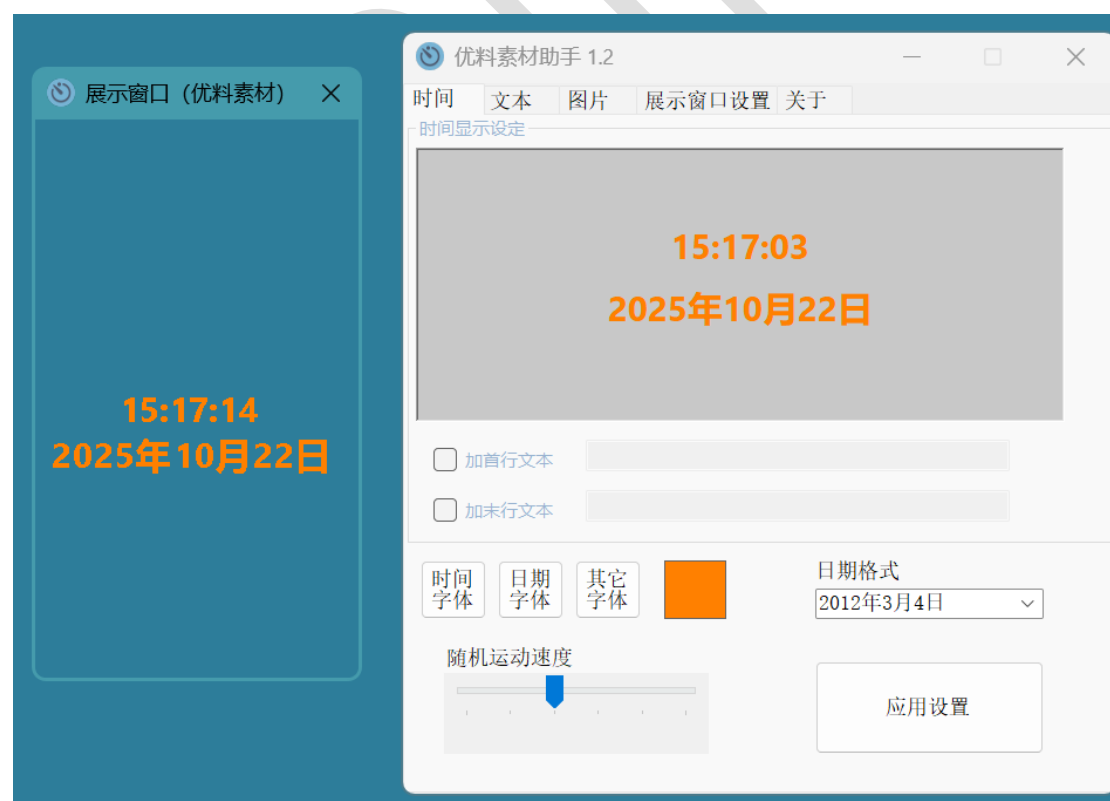 展示窗口（优料素材）
15:17:14
2025年10月22日
优料素材助手 1.2
时间 文本 图片 展示窗口设置 关于
时间显示设定
15:17:03
2025年10月22日
加首行文本
加末行文本
时间字体 日期字体 其它字体
日期格式
2012年3月4日
随机运动速度
应用设置